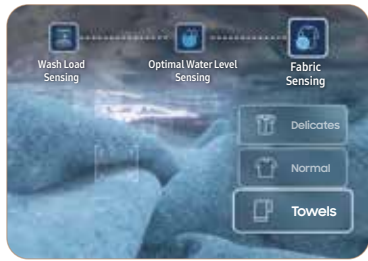 Wash Load
Sensing
Optimal Water Level
Sensing
Fabric
Sensing
Delicates
Normal
Towels